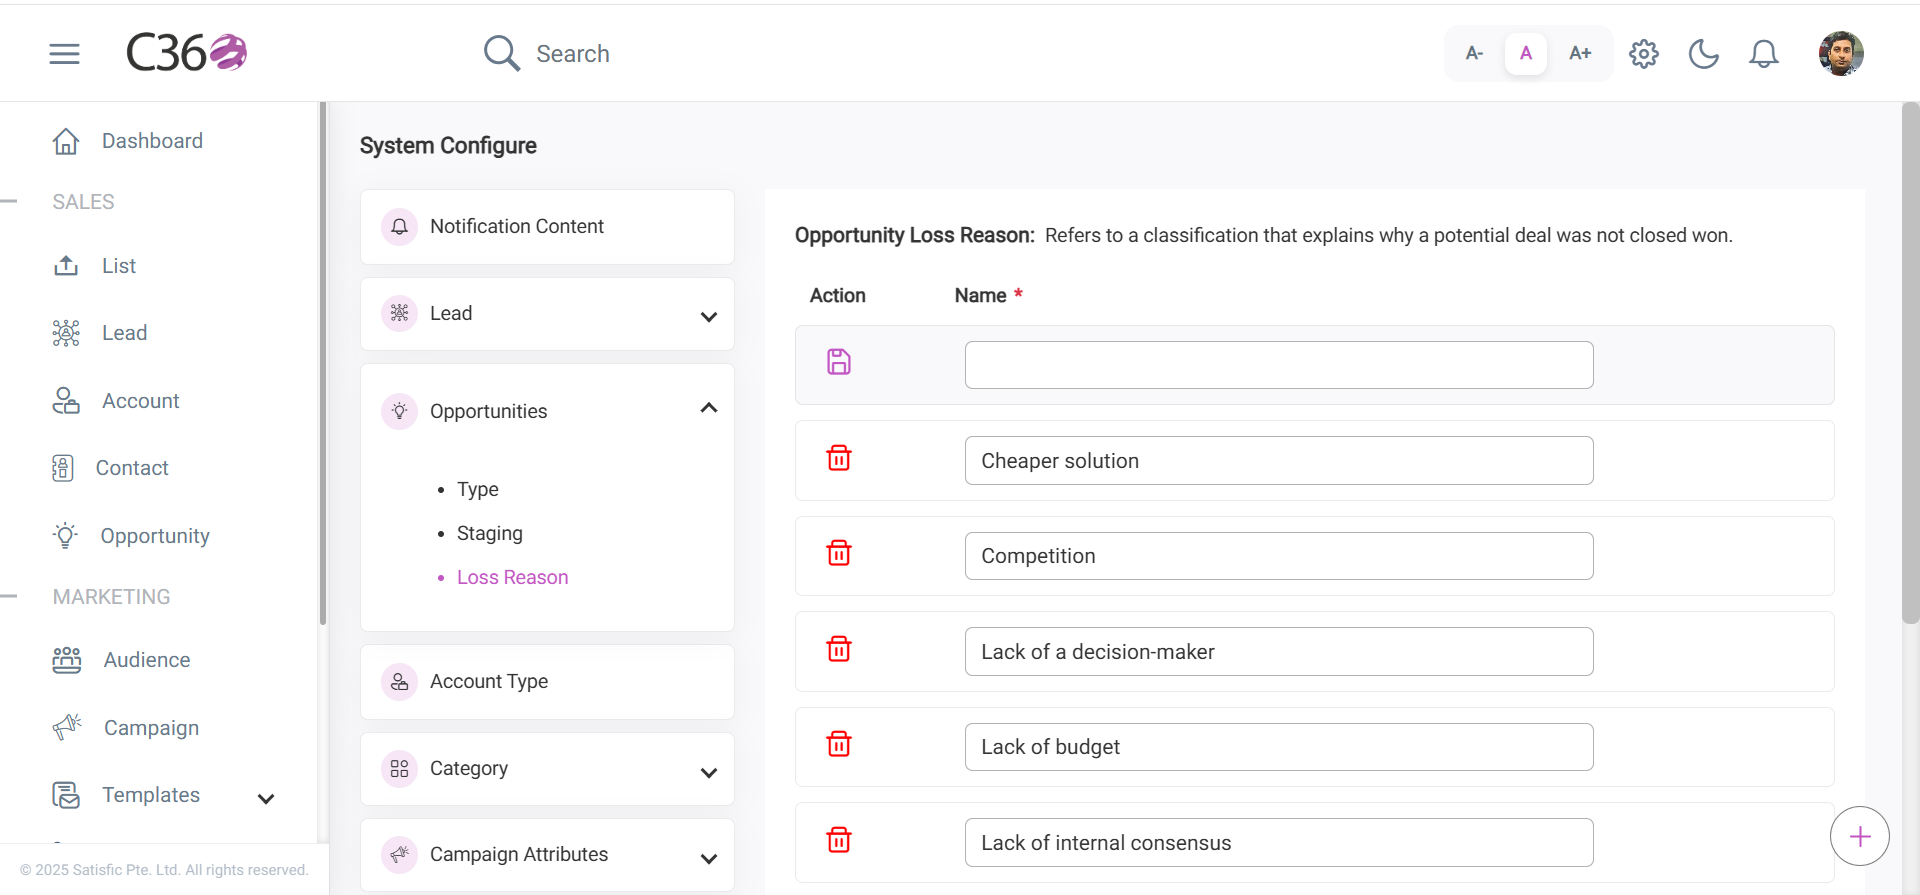 C360
Search
A-
A
A+
Dashboard
SALES
List
Lead
Account
Contact
Opportunity
MARKETING
Audience
Campaign
Templates
© 2025 Satisfic Pte. Ltd. All rights reserved.
System Configure
Notification Content
Lead
Opportunities
Type
Staging
Loss Reason
Account Type
Category
Campaign Attributes
Opportunity Loss Reason: Refers to a classification that explains why a potential deal was not closed won.
Action Name *
Cheaper solution
Competition
Lack of a decision-maker
Lack of budget
Lack of internal consensus